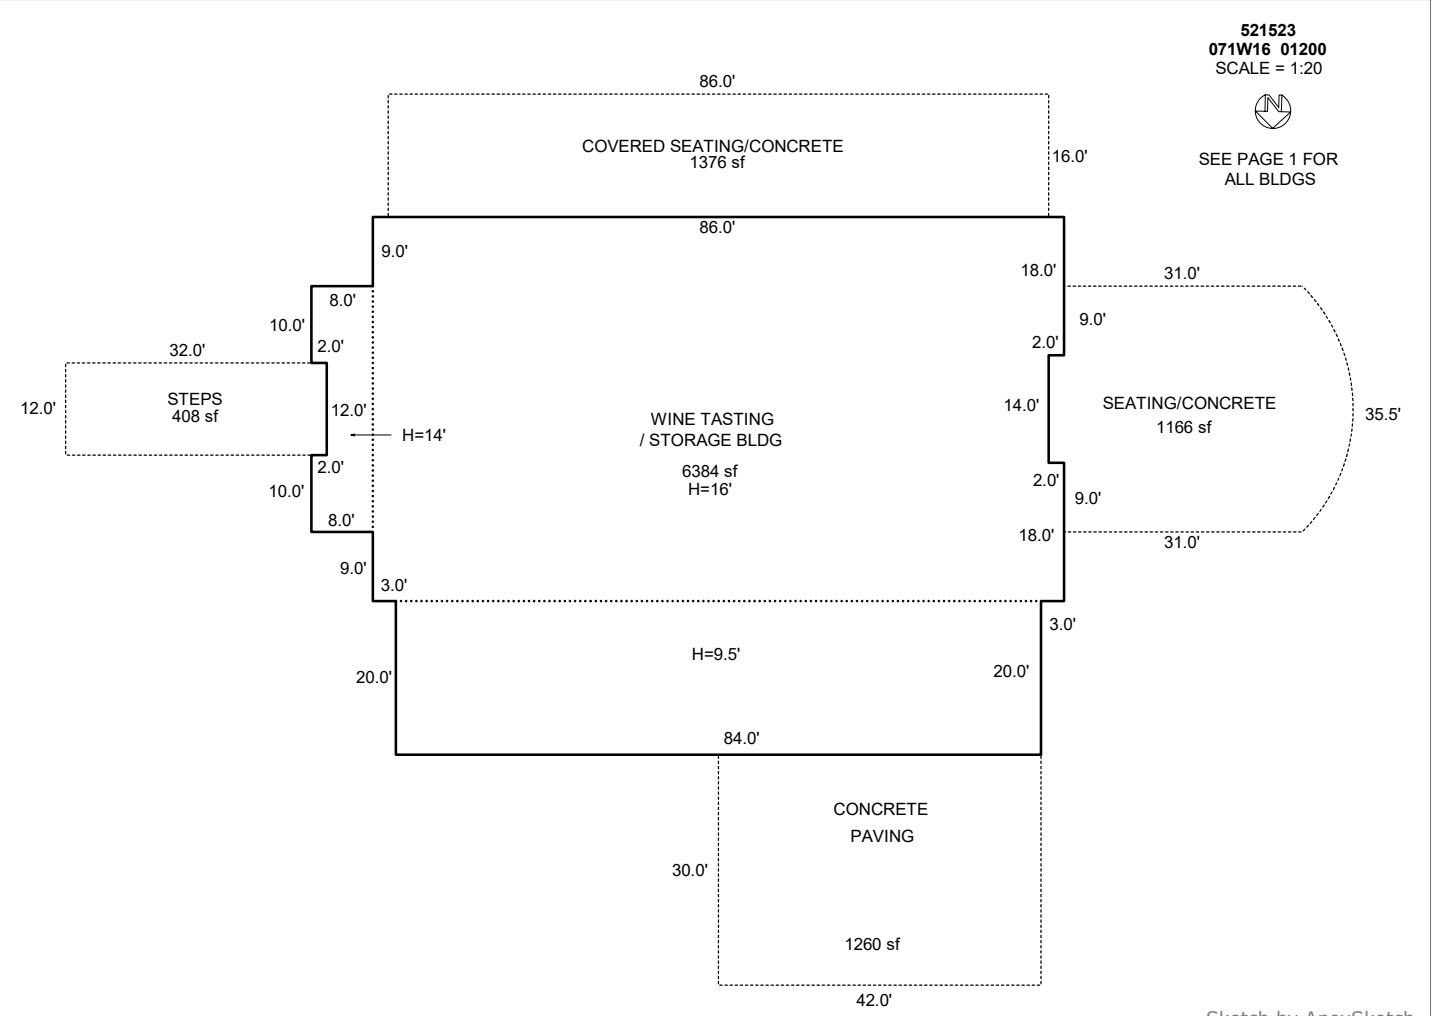 521523
071W16 01200
SCALE = 1:20
N
SEE PAGE 1 FOR
ALL BLDGS
86.0'
COVERED SEATING/CONCRETE
1376 sf
16.0'
86.0'
9.0'
18.0'
31.0'
8.0'
10.0'
9.0'
2.0'
2.0'
32.0'
12.0'
STEPS
408 sf
12.0'
H=14'
WINE TASTING
/ STORAGE BLDG
6384 sf
H=16'
14.0'
SEATING/CONCRETE
1166 sf
35.5'
2.0'
10.0'
8.0'
2.0'
9.0'
18.0'
31.0'
9.0'
3.0'
3.0'
20.0'
H=9.5'
20.0'
84.0'
CONCRETE
PAVING
30.0'
1260 sf
42.0'
Sketch by ApexSketch